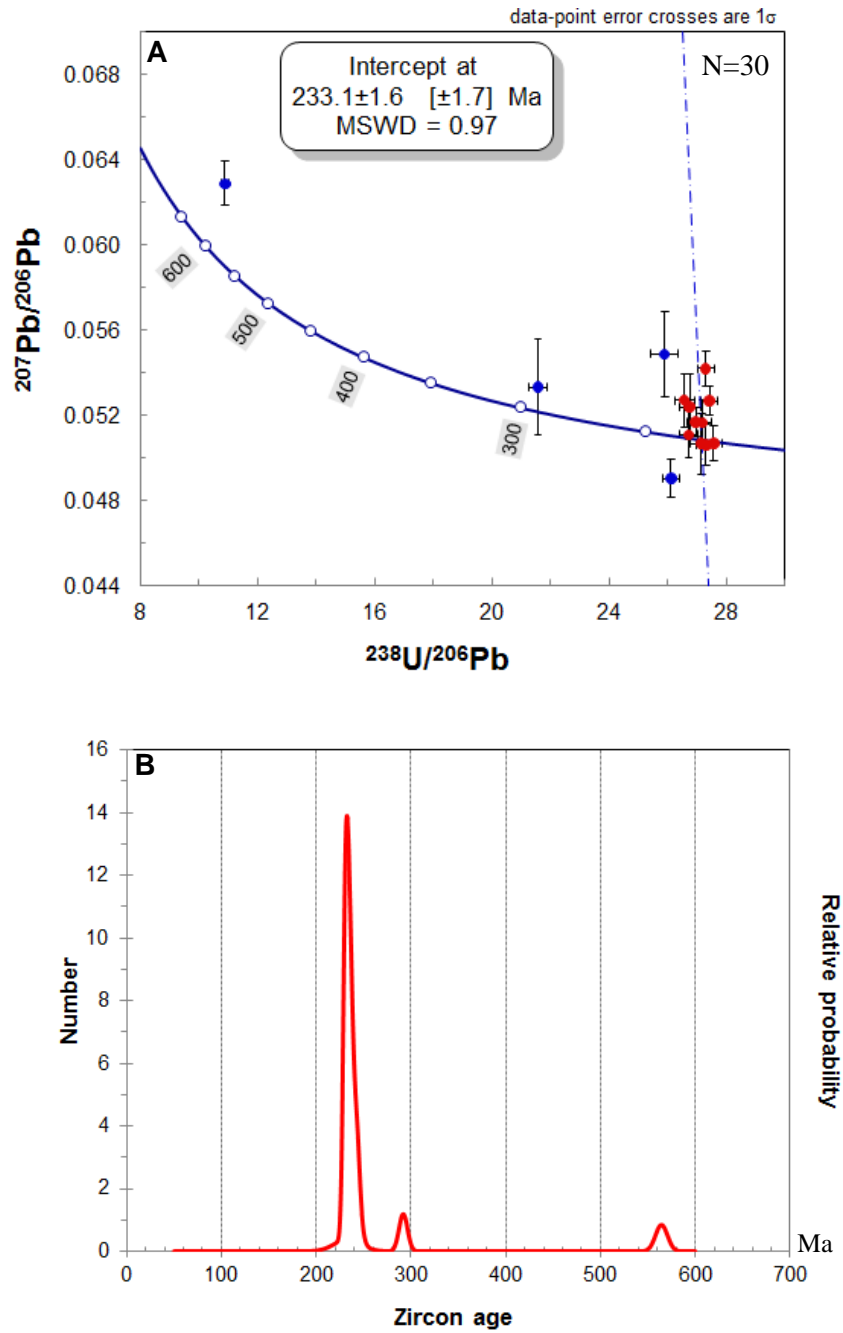 data-point error crosses are 1σ
A
Intercept at
233.1±1.6 [±1.7] Ma
MSWD = 0.97
N=30
0.068
0.064
0.060
0.056
0.052
0.048
0.044
600
500
400
300
207Pb/206Pb
8 12 16 20 24 28
238U/206Pb
B
16
14
12
10
8
6
4
2
0
Number
Relative probability
0 100 200 300 400 500 600 700
Ma
Zircon age